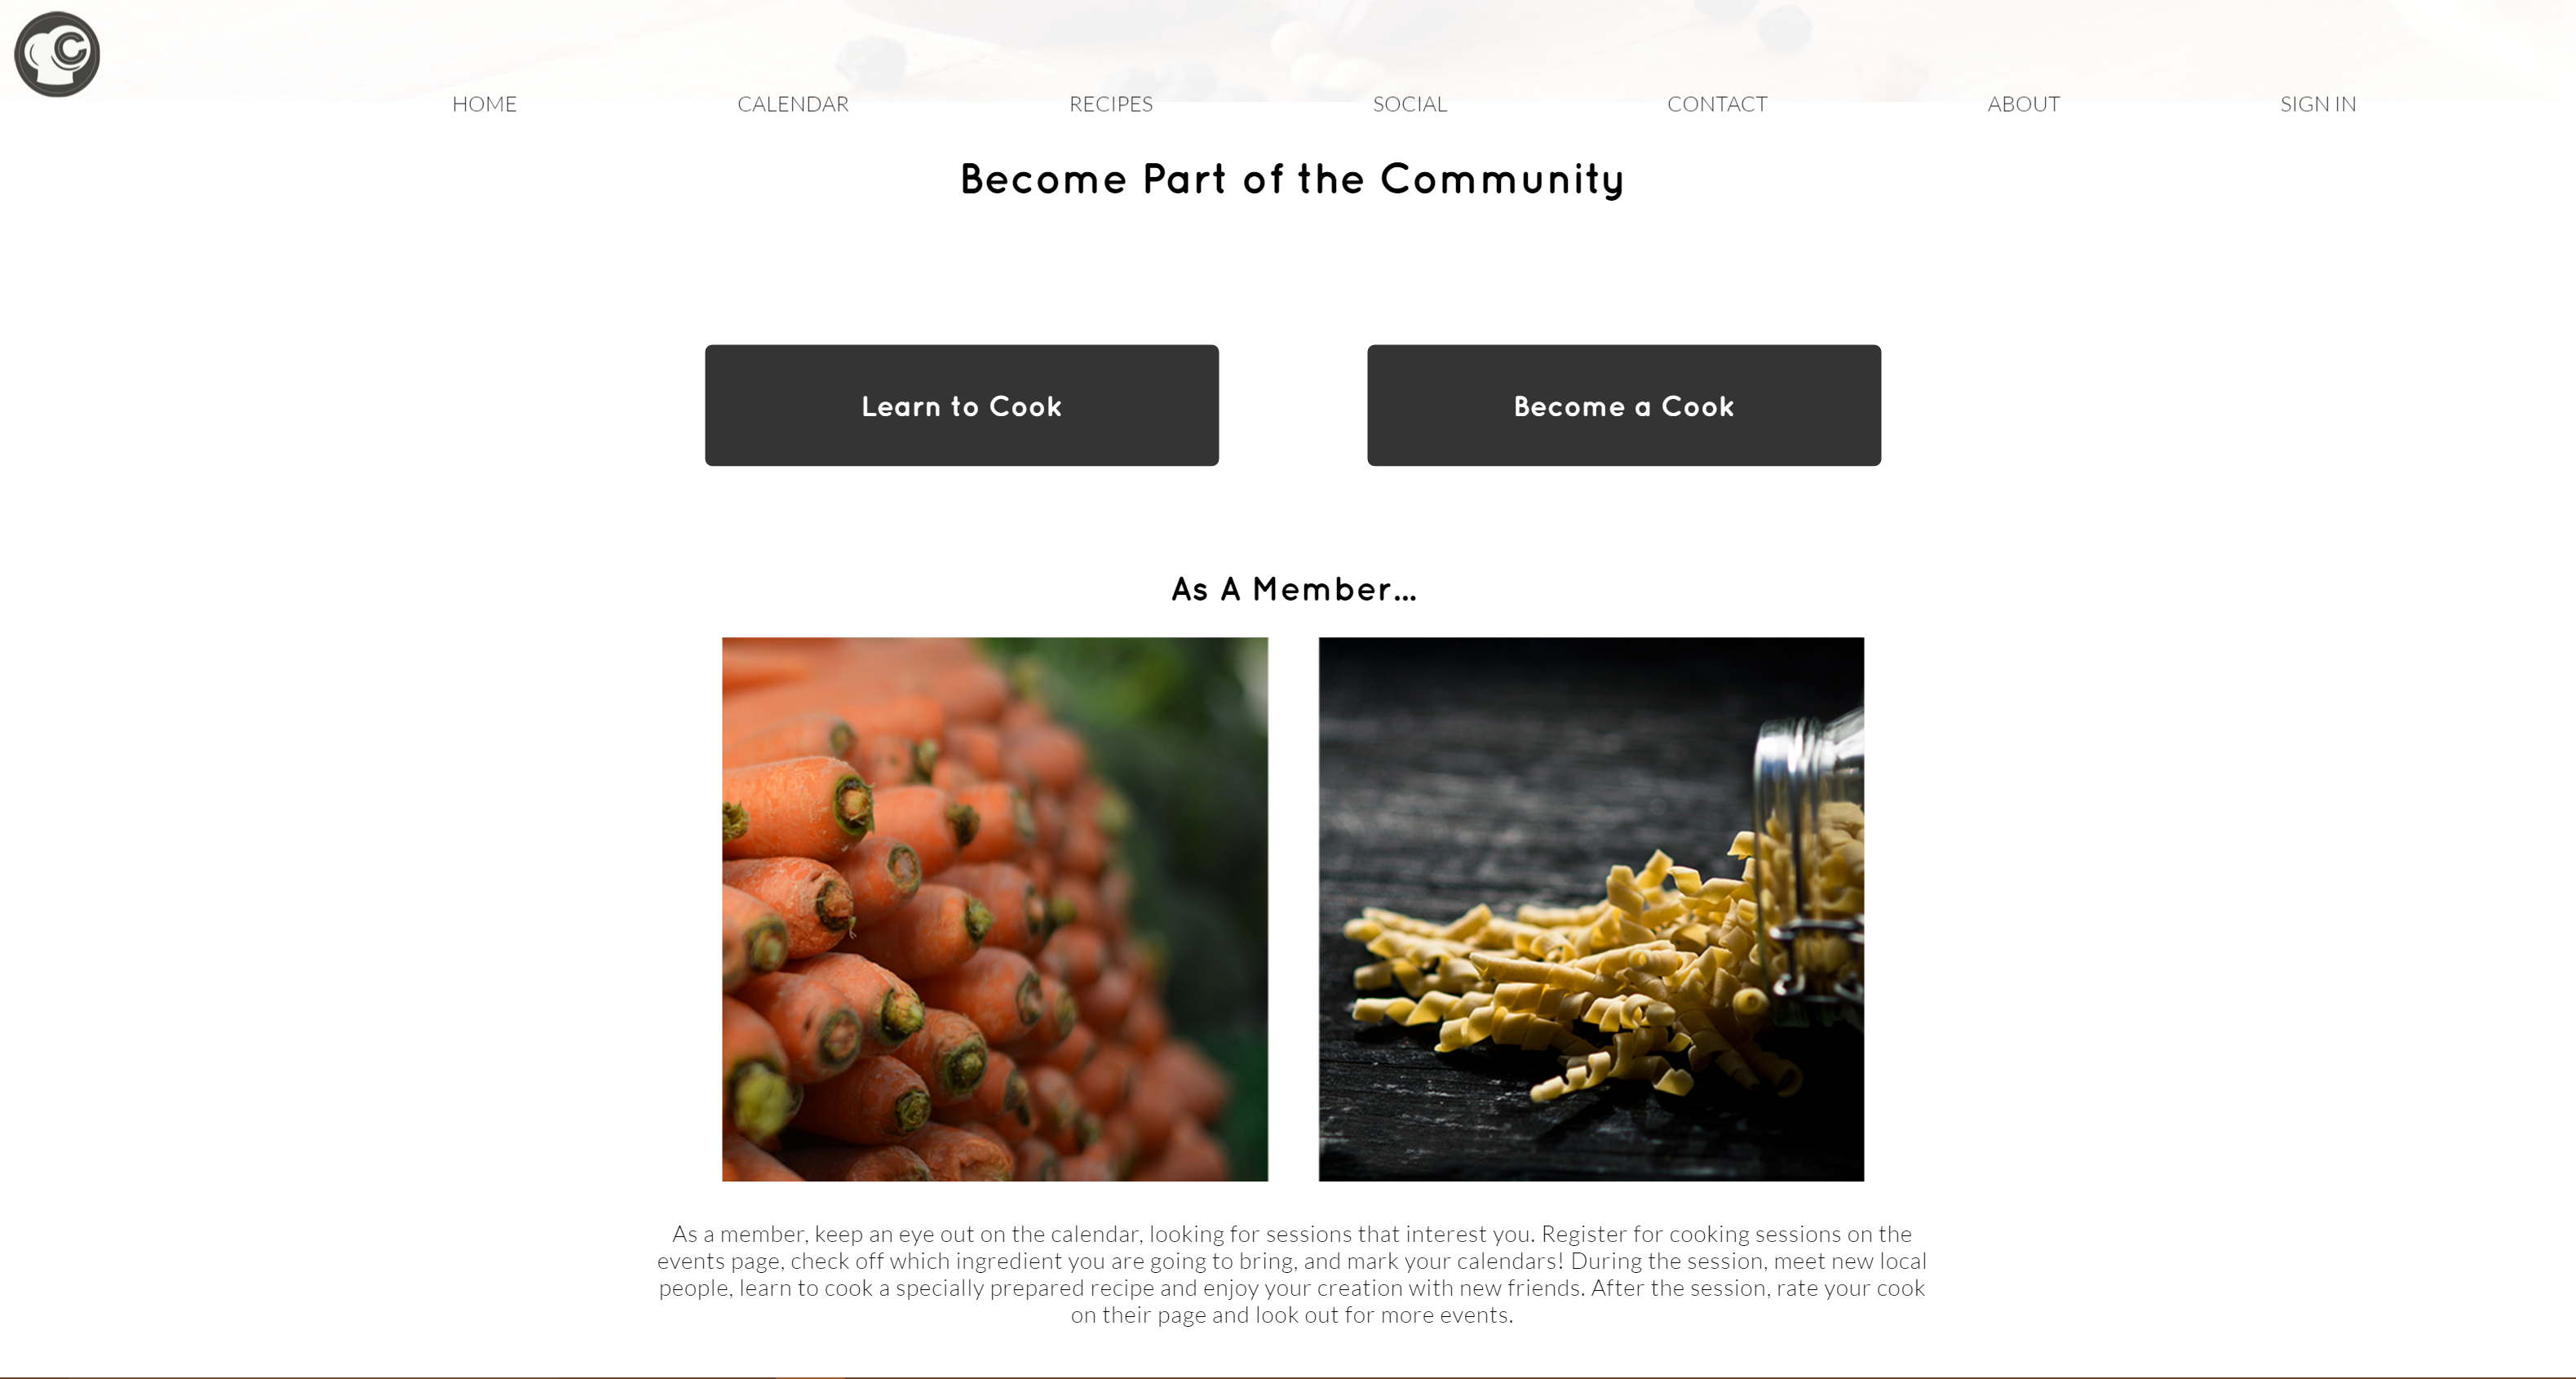 HOME CALENDAR RECIPES SOCIAL CONTACT ABOUT SIGN IN
Become Part of the Community
Learn to Cook Become a Cook
As A Member...
As a member, keep an eye out on the calendar, looking for sessions that interest you. Register for cooking sessions on the
events page, check off which ingredient you are going to bring, and mark your calendars! During the session, meet new local
people, learn to cook a specially prepared recipe and enjoy your creation with new friends. After the session, rate your cook
on their page and look out for more events.